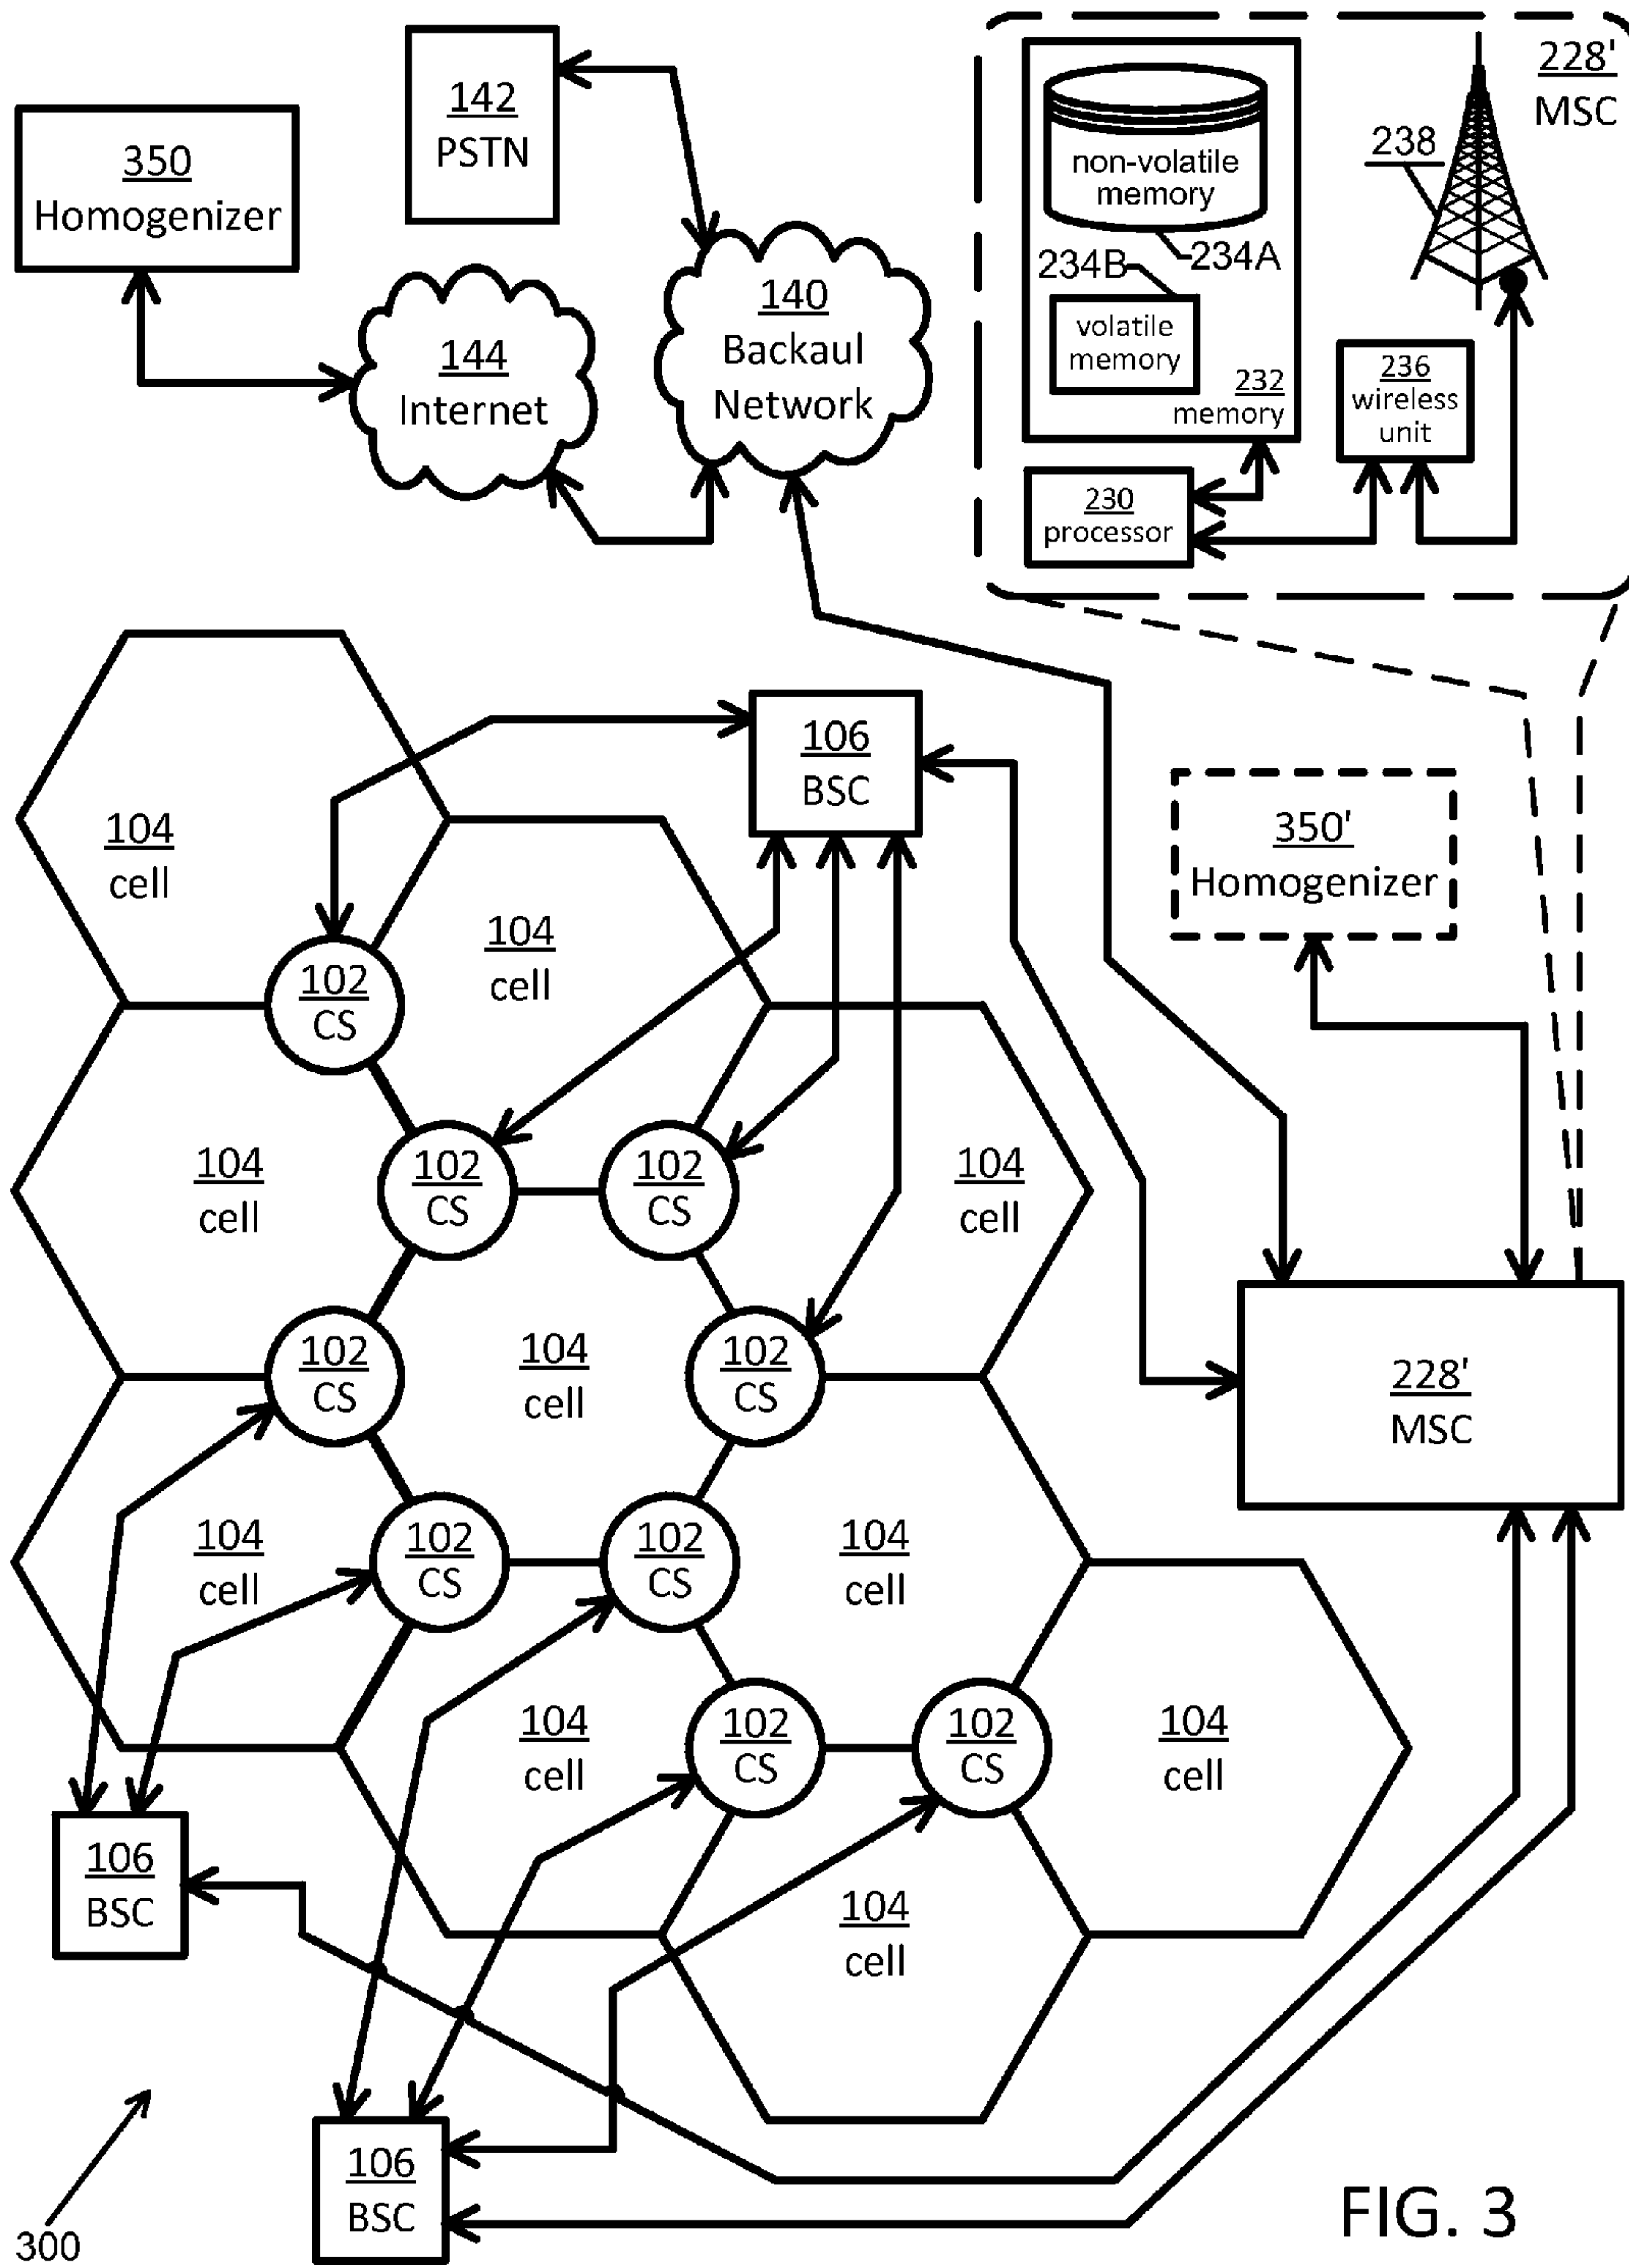 142
PSTN
350
Homogenizer
144
Internet
140
Backaul
Network
228'
MSC
238
non-volatile
memory
234A
234B
volatile
memory
232
memory
236
wireless
unit
230
processor
106
BSC
350'
Homogenizer
104
cell
104
cell
102
CS
104
cell
102
CS
102
CS
104
cell
102
CS
104
cell
102
CS
228'
MSC
104
cell
102
CS
102
CS
104
cell
104
cell
102
CS
102
CS
104
cell
106
BSC
104
cell
106
BSC
300
FIG. 3